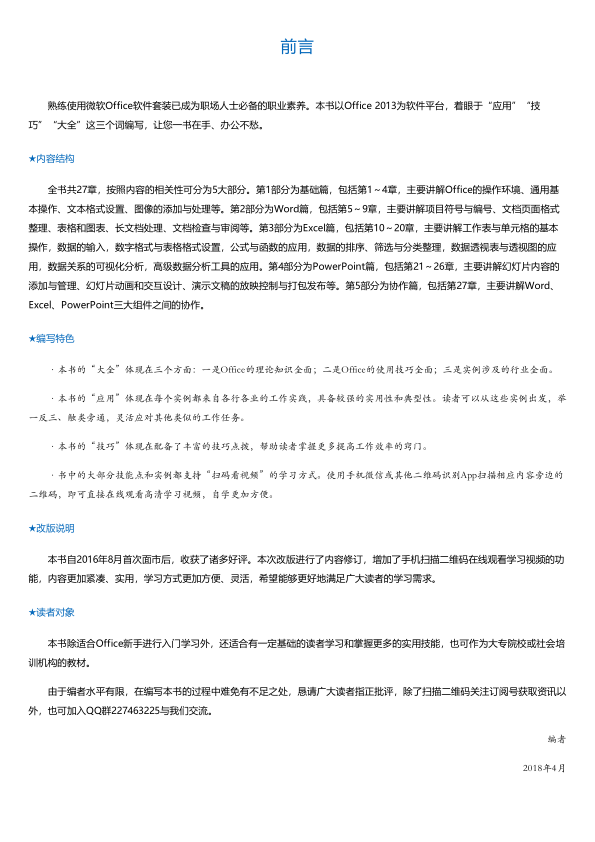 前言
熟练使用微软Office软件套装已成为职场人士必备的职业素养。本书以Office 2013为软件平台，着眼于“应用”“技
巧”“大全”这三个词编写，让您一书在手、办公不愁。
★内容结构
全书共27章，按照内容的相关性可分为5大部分。第1部分为基础篇，包括第1～4章，主要讲解Office的操作环境、通用基
本操作、文本格式设置、图像的添加与处理等。第2部分为Word篇，包括第5～9章，主要讲解项目符号与编号、文档页面格式
整理、表格和图表、长文档处理、文档检查与审阅等。第3部分为Excel篇，包括第10～20章，主要讲解工作表与单元格的基本
操作，数据的输入，数字格式与表格格式设置，公式与函数的应用，数据的排序、筛选与分类整理，数据透视表与透视图的应
用，数据关系的可视化分析，高级数据分析工具的应用。第4部分为PowerPoint篇，包括第21～26章，主要讲解幻灯片内容的
添加与管理、幻灯片动画和交互设计、演示文稿的放映控制与打包发布等。第5部分为协作篇，包括第27章，主要讲解Word、
Excel、PowerPoint三大组件之间的协作。
★编写特色
·本书的“大全”体现在三个方面：一是Office的理论知识全面；二是Office的使用技巧全面；三是实例涉及的行业全面。
·本书的“应用”体现在每个实例都来自各行各业的工作实践，具备较强的实用性和典型性。读者可以从这些实例出发，举
一反三、触类旁通，灵活应对其他类似的工作任务。
·本书的“技巧”体现在配备了丰富的技巧点拨，帮助读者掌握更多提高工作效率的窍门。
·书中的大部分技能点和实例都支持“扫码看视频”的学习方式。使用手机微信或其他二维码识别App扫描相应内容旁边的
二维码，即可直接在线观看高清学习视频，自学更加方便。
★改版说明
本书自2016年8月首次面市后，收获了诸多好评。本次改版进行了内容修订，增加了手机扫描二维码在线观看学习视频的功
能，内容更加紧凑、实用，学习方式更加方便、灵活，希望能够更好地满足广大读者的学习需求。
★读者对象
本书除适合Office新手进行入门学习外，还适合有一定基础的读者学习和掌握更多的实用技能，也可作为大专院校或社会培
训机构的教材。
由于编者水平有限，在编写本书的过程中难免有不足之处，恳请广大读者指正批评，除了扫描二维码关注订阅号获取资讯以
外，也可加入QQ群227463225与我们交流。
编者
2018年4月